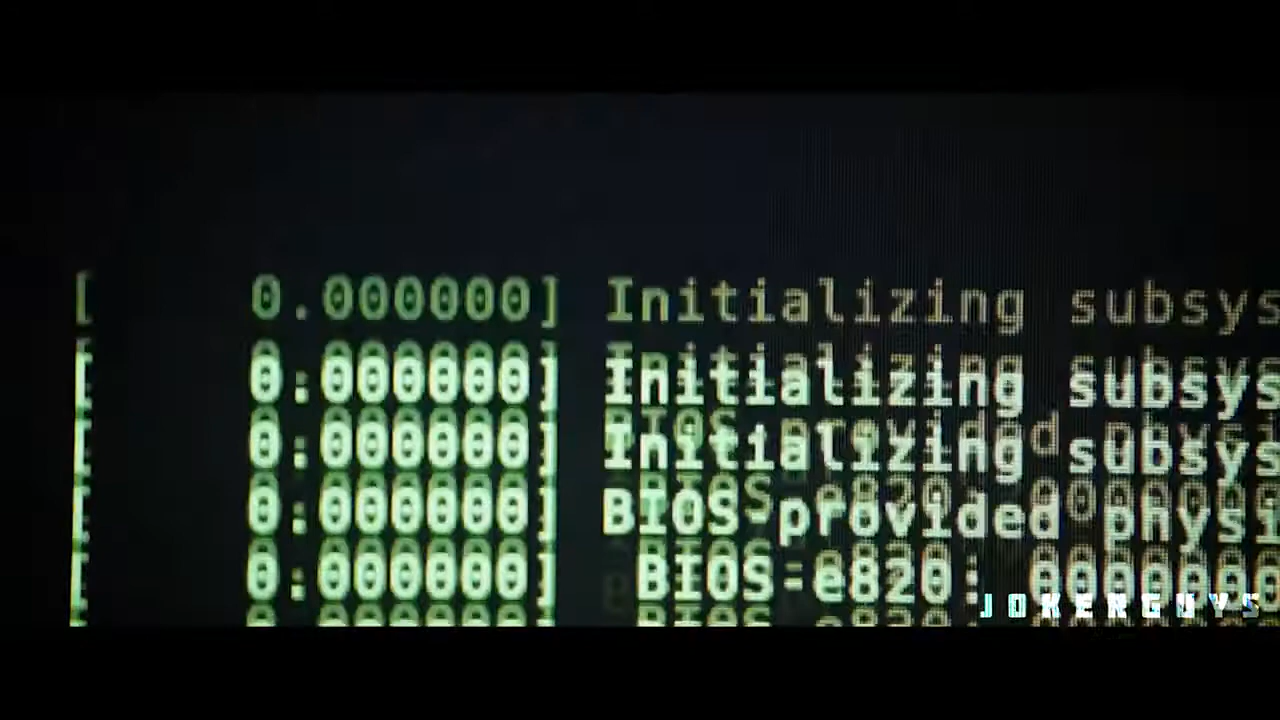 [ 0.000000] Initializing subsys
[ 0.000000] Initializing subsys
[ 0.000000] Initializing subsys
[ 0.000000] BIOS-provided physi
[ 0.000000] BIOS-e820: 0000000
JOKERGUYS